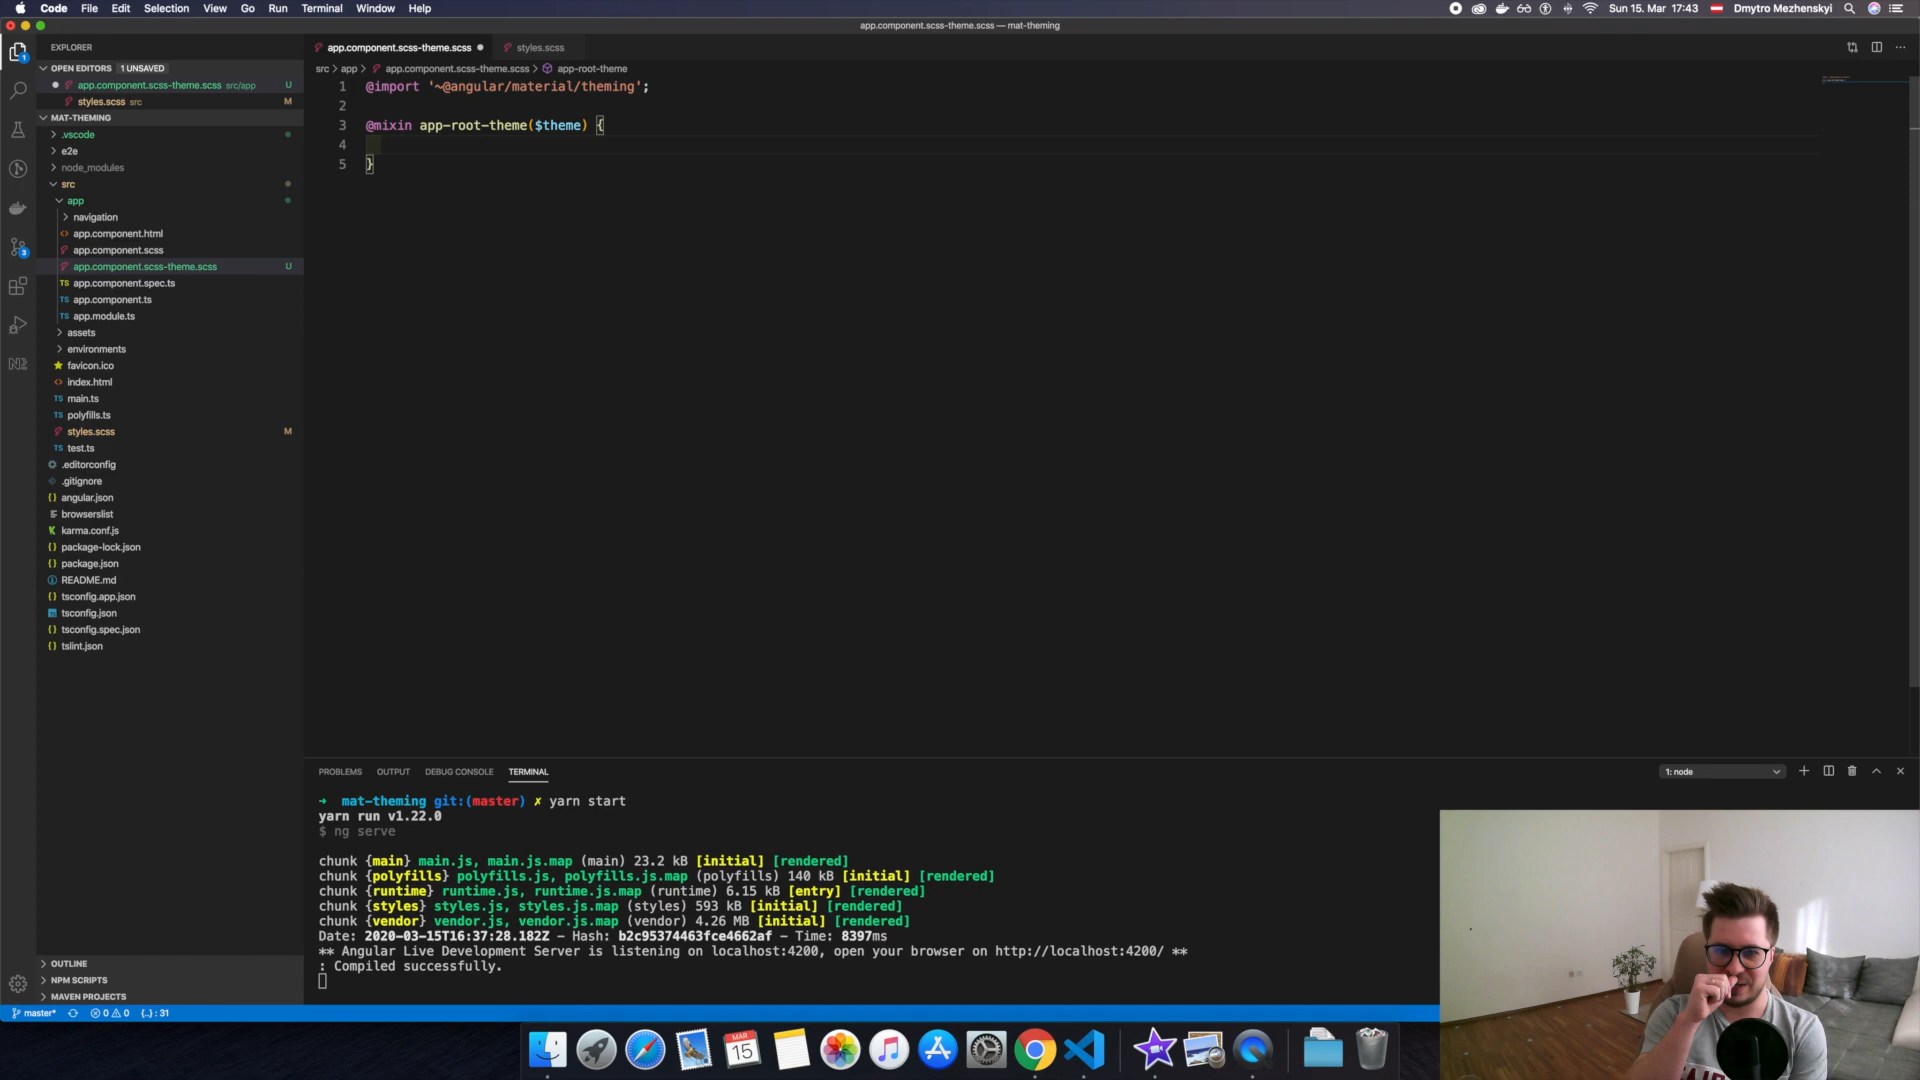 Code File Edit Selection View Go Run Terminal Window Help
Sun 15. Mar 17:43 Dmytro Mezhenskyi
app.component.scss-theme.scss — mat-theming
EXPLORER
OPEN EDITORS 1 UNSAVED
app.component.scss-theme.scss src/app U
styles.scss src M
MAT-THEMING
.vscode
e2e
node_modules
src
app
navigation
app.component.html
app.component.scss
app.component.scss-theme.scss U
app.component.spec.ts
app.component.ts
app.module.ts
assets
environments
favicon.ico
index.html
main.ts
polyfills.ts
styles.scss M
test.ts
.editorconfig
.gitignore
angular.json
browserslist
karma.conf.js
package-lock.json
package.json
README.md
tsconfig.app.json
tsconfig.json
tsconfig.spec.json
tslint.json
OUTLINE
NPM SCRIPTS
MAVEN PROJECTS
app.component.scss-theme.scss styles.scss
src > app > app.component.scss-theme.scss > app-root-theme
1 @import '~@angular/material/theming';
2
3 @mixin app-root-theme($theme) {
4
5 }
PROBLEMS OUTPUT DEBUG CONSOLE TERMINAL 1: node
→ mat-theming git:(master) ✗ yarn start
yarn run v1.22.0
$ ng serve
chunk {main} main.js, main.js.map (main) 23.2 kB [initial] [rendered]
chunk {polyfills} polyfills.js, polyfills.js.map (polyfills) 140 kB [initial] [rendered]
chunk {runtime} runtime.js, runtime.js.map (runtime) 6.15 kB [entry] [rendered]
chunk {styles} styles.js, styles.js.map (styles) 593 kB [initial] [rendered]
chunk {vendor} vendor.js, vendor.js.map (vendor) 4.26 MB [initial] [rendered]
Date: 2020-03-15T16:37:28.182Z - Hash: b2c95374463fce4662af - Time: 8397ms
** Angular Live Development Server is listening on localhost:4200, open your browser on http://localhost:4200/ **
: Compiled successfully.
master* 0 0 {..} : 31
MAR
15